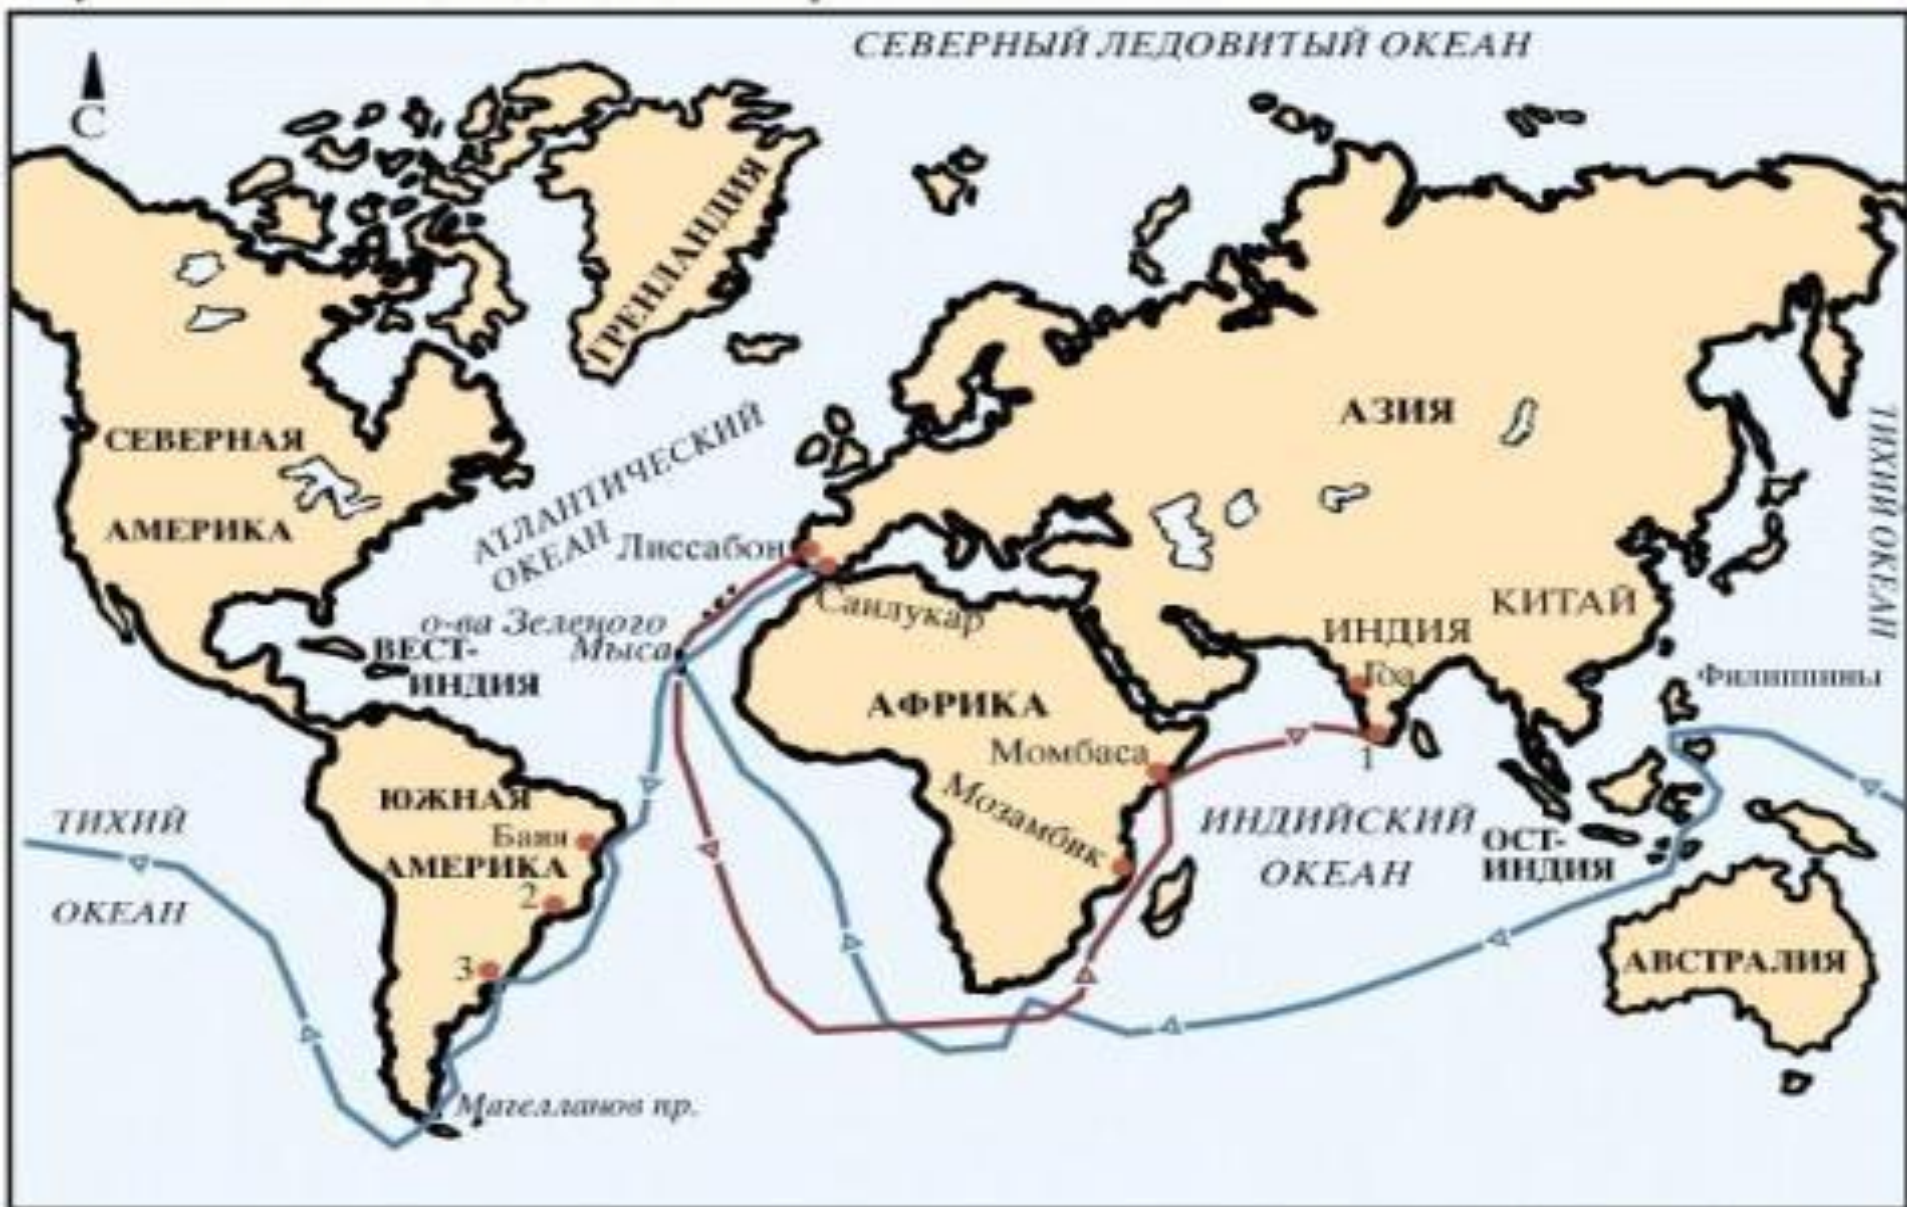 СЕВЕРНЫЙ ЛЕДОВИТЫЙ ОКЕАН
С
ГРЕНЛАНДИЯ
СЕВЕРНАЯ
АМЕРИКА
АТЛАНТИЧЕСКИЙ
ОКЕАН
АЗИЯ
ТИХИЙ ОКЕАН
Лиссабон
Санлукар
о-ва Зеленого
Мыса
ВЕСТ-
ИНДИЯ
КИТАЙ
ИНДИЯ
Гоа
Филиппины
АФРИКА
Момбаса
1
Мозамбик
ЮЖНАЯ
АМЕРИКА
Баия
2
3
ТИХИЙ
ОКЕАН
ИНДИЙСКИЙ
ОКЕАН
ОСТ-
ИНДИЯ
АВСТРАЛИЯ
Магелланов пр.